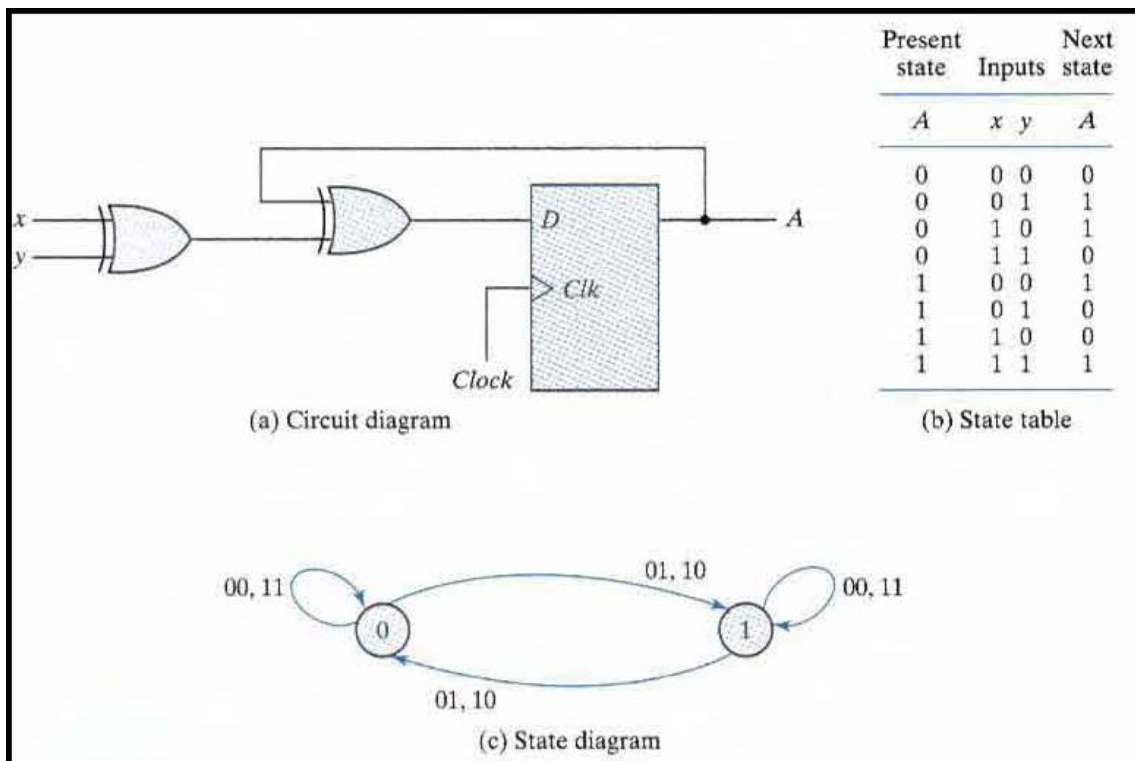 Present Next
state Inputs state
A x y A
0 0 0 0
0 0 1 1
0 1 0 1
0 1 1 0
1 0 0 1
1 0 1 0
1 1 0 0
1 1 1 1
(b) State table
x
y
D
Clk
Clock
A
(a) Circuit diagram
00, 11
0
01, 10
1
00, 11
01, 10
(c) State diagram